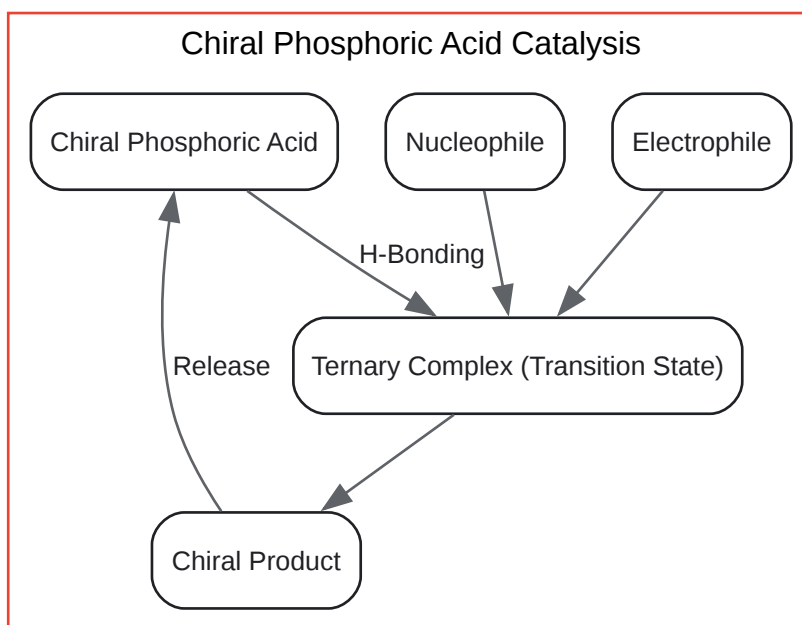 Chiral Phosphoric Acid Catalysis
Chiral Phosphoric Acid
Nucleophile
Electrophile
H-Bonding
Ternary Complex (Transition State)
Release
Chiral Product